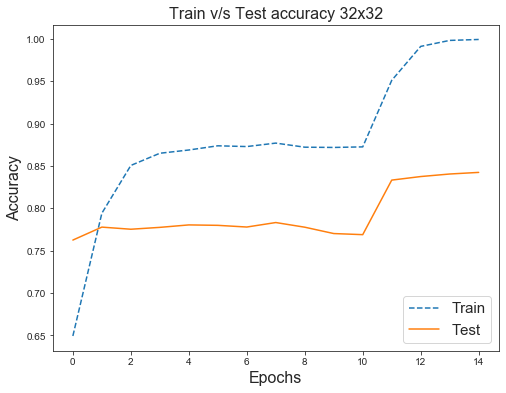 Train v/s Test accuracy 32x32
1.00
0.95
0.90
0.85
0.80
0.75
0.70
0.65
Accuracy
Train
Test
0 2 4 6 8 10 12 14
Epochs